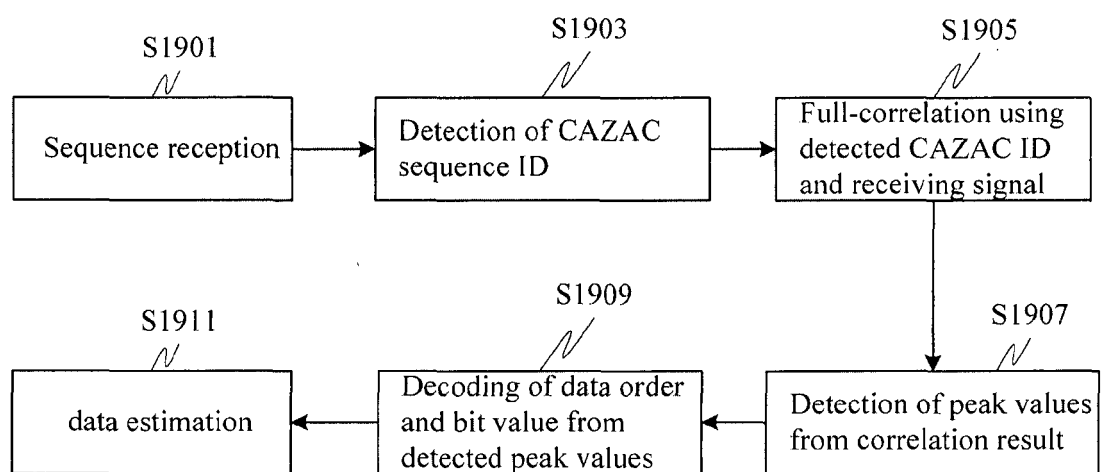 S1901
S1903
S1905
Sequence reception
Detection of CAZAC
sequence ID
Full-correlation using
detected CAZAC ID
and receiving signal
S1911
S1909
S1907
data estimation
Decoding of data order
and bit value from
detected peak values
Detection of peak values
from correlation result